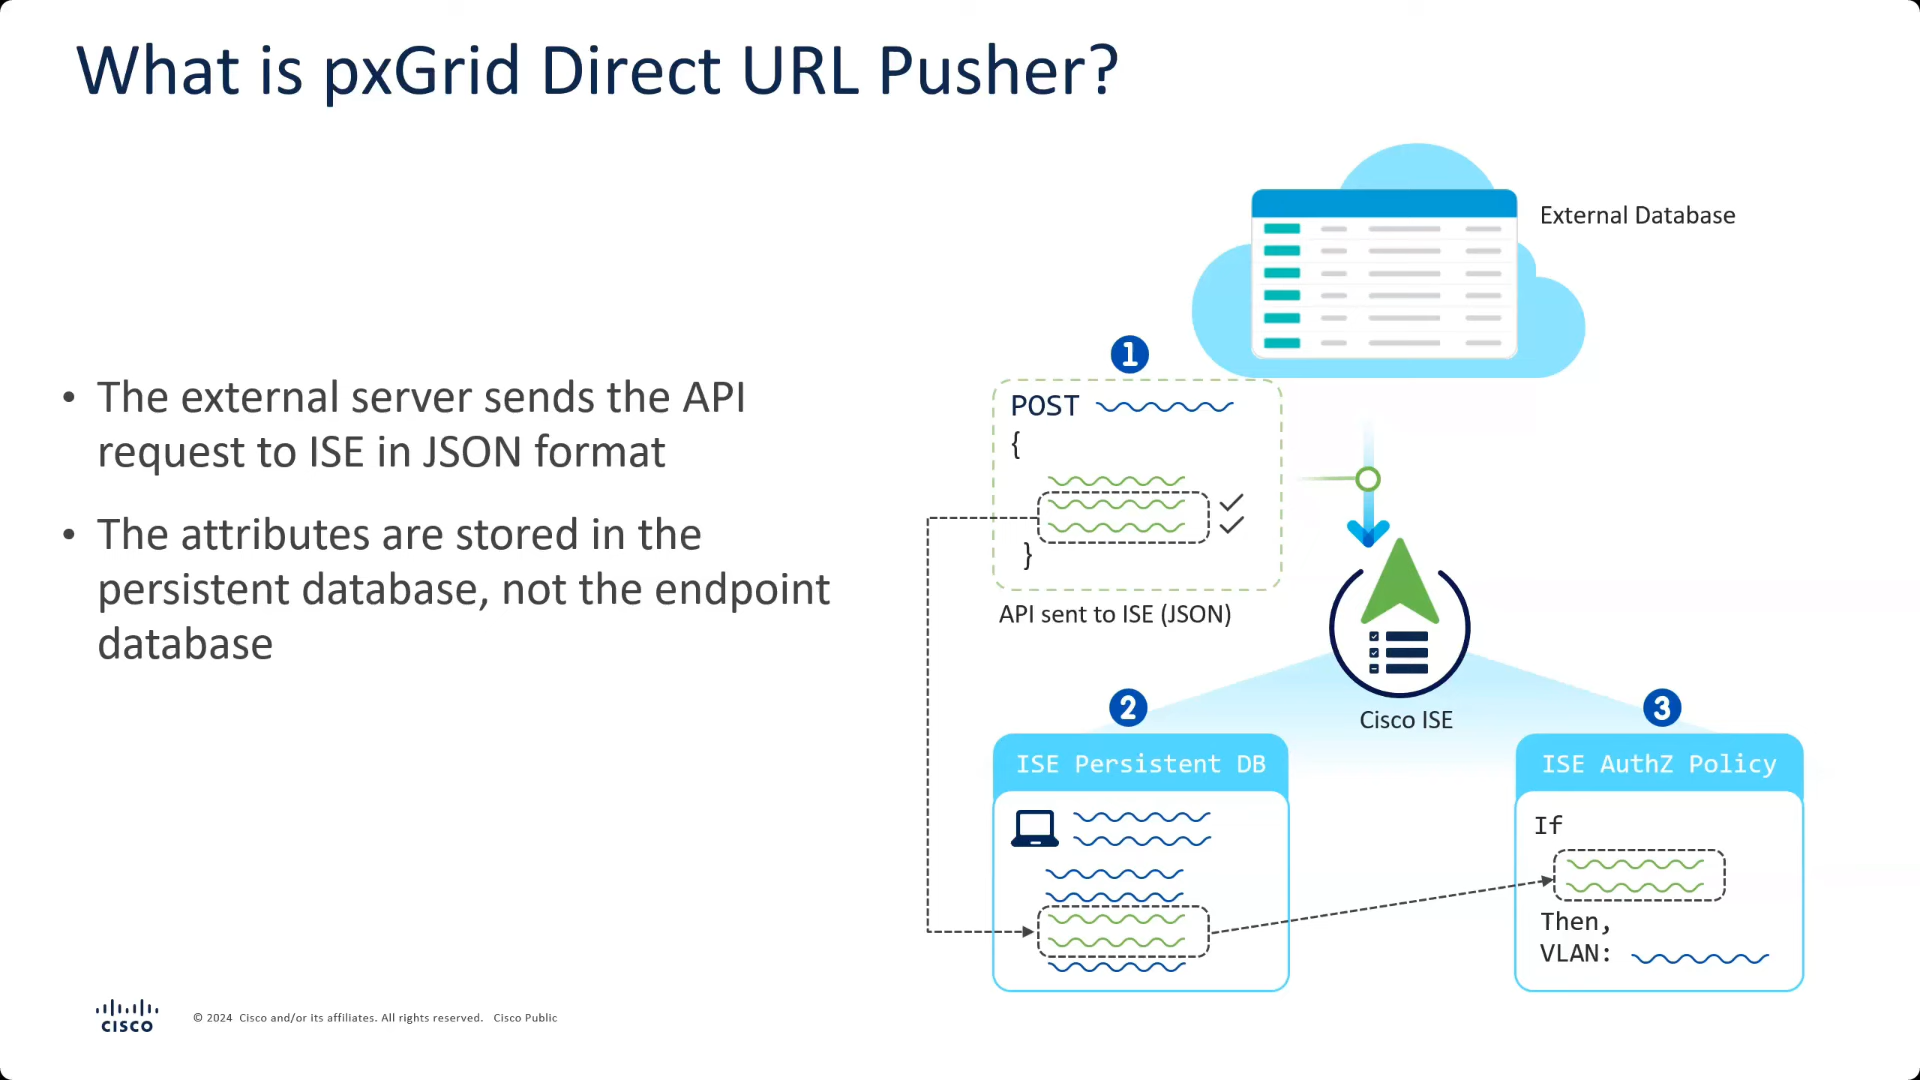 What is pxGrid Direct URL Pusher?
• The external server sends the API
request to ISE in JSON format
• The attributes are stored in the
persistent database, not the endpoint
database
External Database
1
POST
{
}
API sent to ISE (JSON)
Cisco ISE
2
ISE Persistent DB
3
ISE AuthZ Policy
If
Then,
VLAN:
CISCO
© 2024 Cisco and/or its affiliates. All rights reserved. Cisco Public